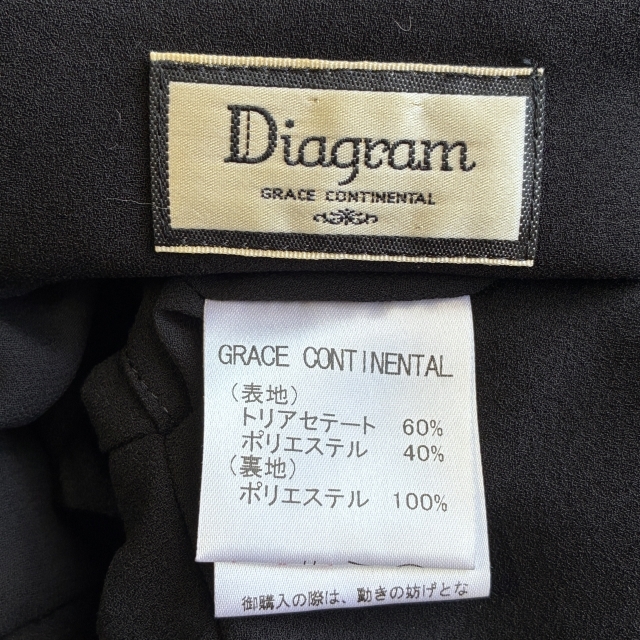 Diagram
GRACE CONTINENTAL
GRACE CONTINENTAL
(表地)
トリアセテート 60%
ポリエステル 40%
(裏地)
ポリエステル 100%
御購入の際は、動きの妨げとな